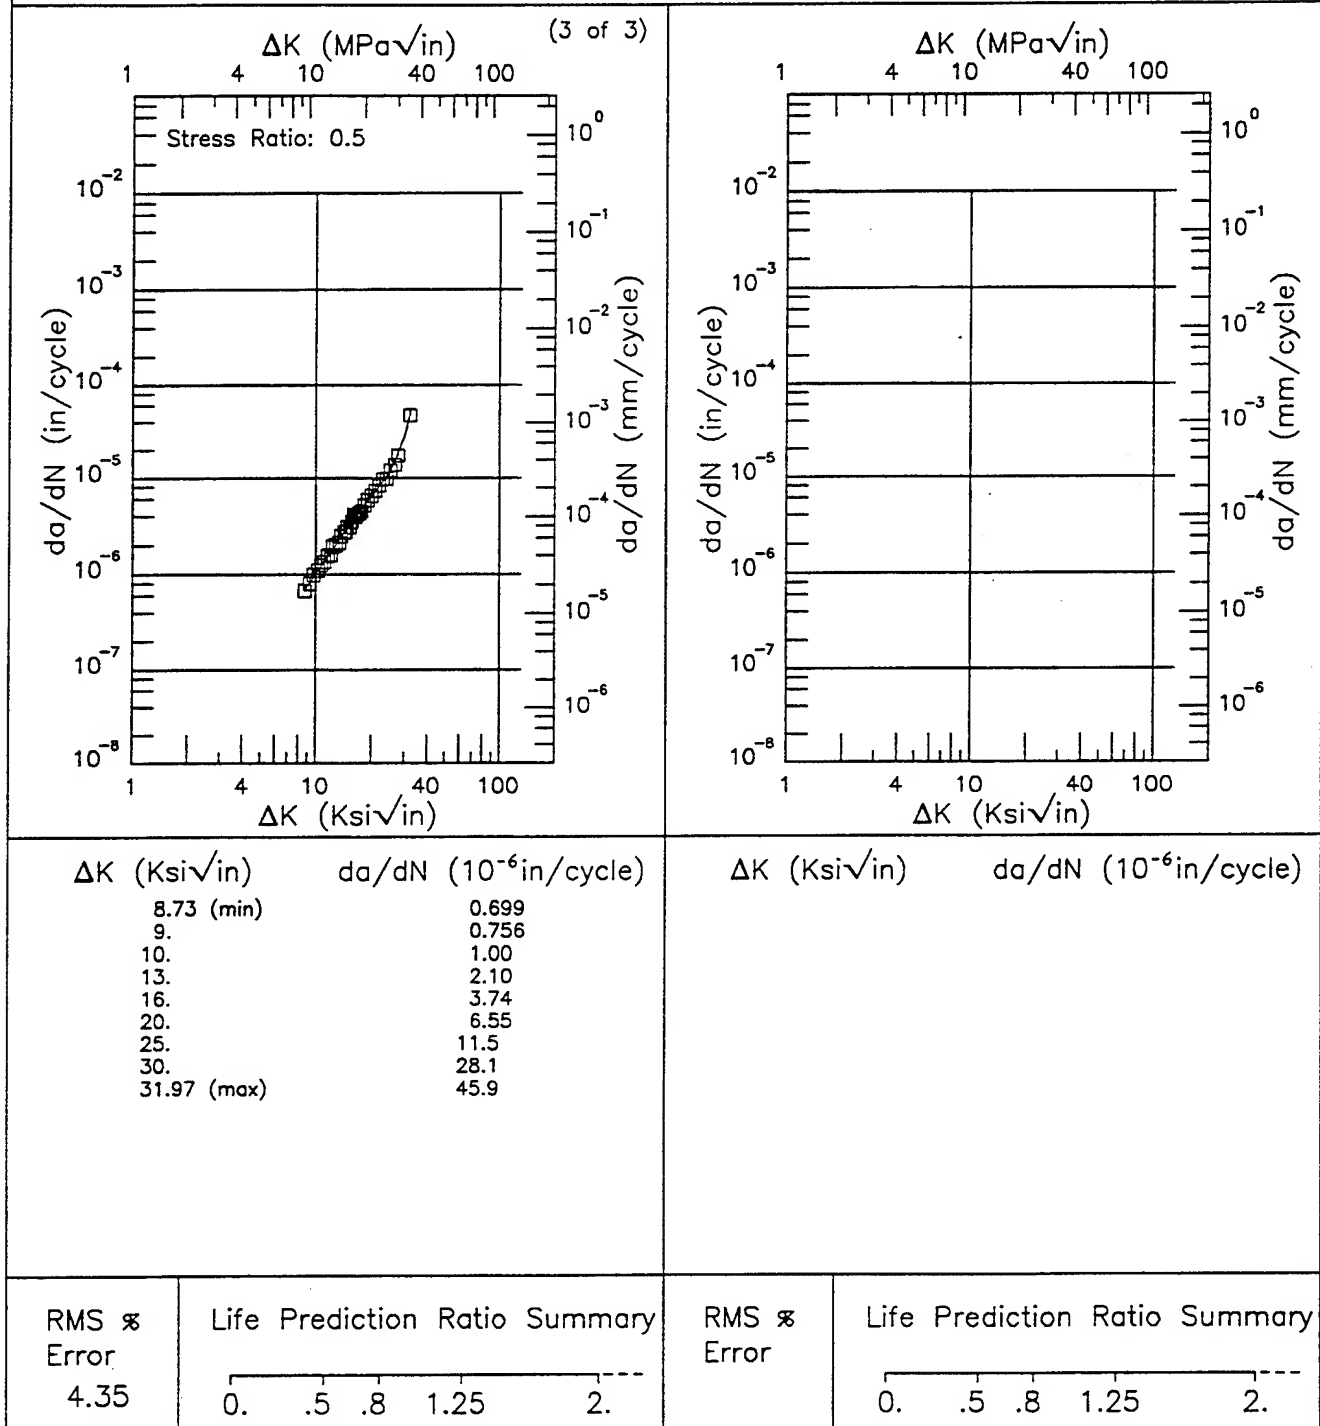 (3 of 3)
ΔK (MPa√in)
1 4 10 40 100
Stress Ratio: 0.5
da/dN (in/cycle)
10⁻²
10⁻³
10⁻⁴
10⁻⁵
10⁻⁶
10⁻⁷
10⁻⁸
10⁰
10⁻¹
10⁻²
10⁻³
10⁻⁴
10⁻⁵
10⁻⁶
da/dN (mm/cycle)
1 4 10 40 100
ΔK (Ksi√in)
ΔK (MPa√in)
1 4 10 40 100
da/dN (in/cycle)
10⁻²
10⁻³
10⁻⁴
10⁻⁵
10⁻⁶
10⁻⁷
10⁻⁸
10⁰
10⁻¹
10⁻²
10⁻³
10⁻⁴
10⁻⁵
10⁻⁶
da/dN (mm/cycle)
1 4 10 40 100
ΔK (Ksi√in)
ΔK (Ksi√in) da/dN (10⁻⁶in/cycle)
8.73 (min) 0.699
9. 0.756
10. 1.00
13. 2.10
16. 3.74
20. 6.55
25. 11.5
30. 28.1
31.97 (max) 45.9
ΔK (Ksi√in) da/dN (10⁻⁶in/cycle)
RMS %
Error
4.35
Life Prediction Ratio Summary
0. .5 .8 1.25 2.
RMS %
Error
Life Prediction Ratio Summary
0. .5 .8 1.25 2.